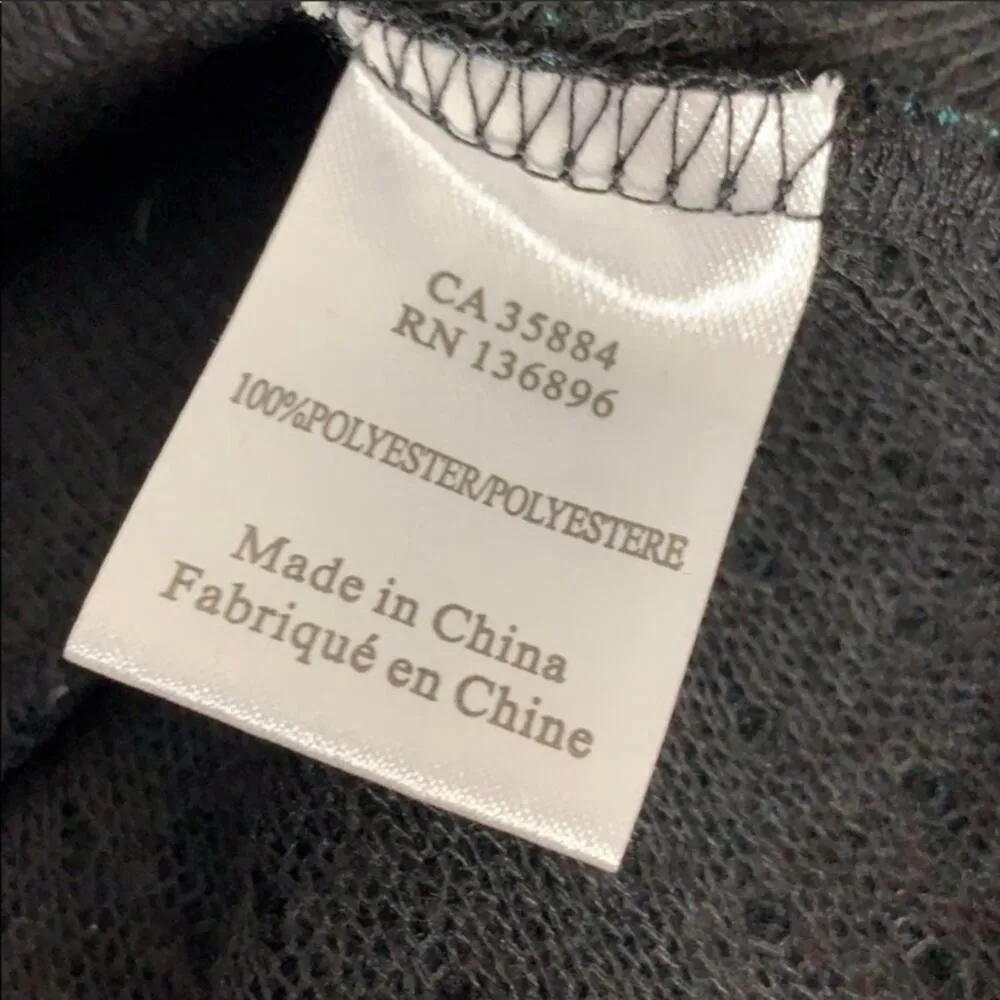 CA 35884
RN 136896
100%POLYESTER/POLYESTERE
Made in China
Fabriqué en Chine